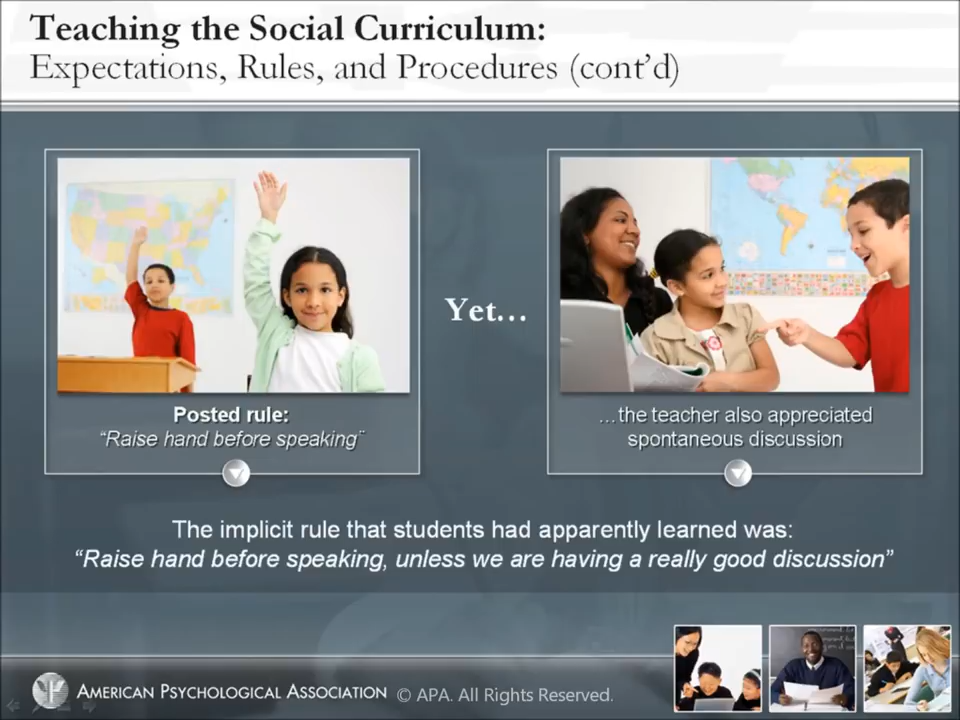 Teaching the Social Curriculum:
Expectations, Rules, and Procedures (cont’d)
Yet…
Posted rule:
“Raise hand before speaking”
…the teacher also appreciated
spontaneous discussion
The implicit rule that students had apparently learned was:
“Raise hand before speaking, unless we are having a really good discussion”
AMERICAN PSYCHOLOGICAL ASSOCIATION © APA. All Rights Reserved.